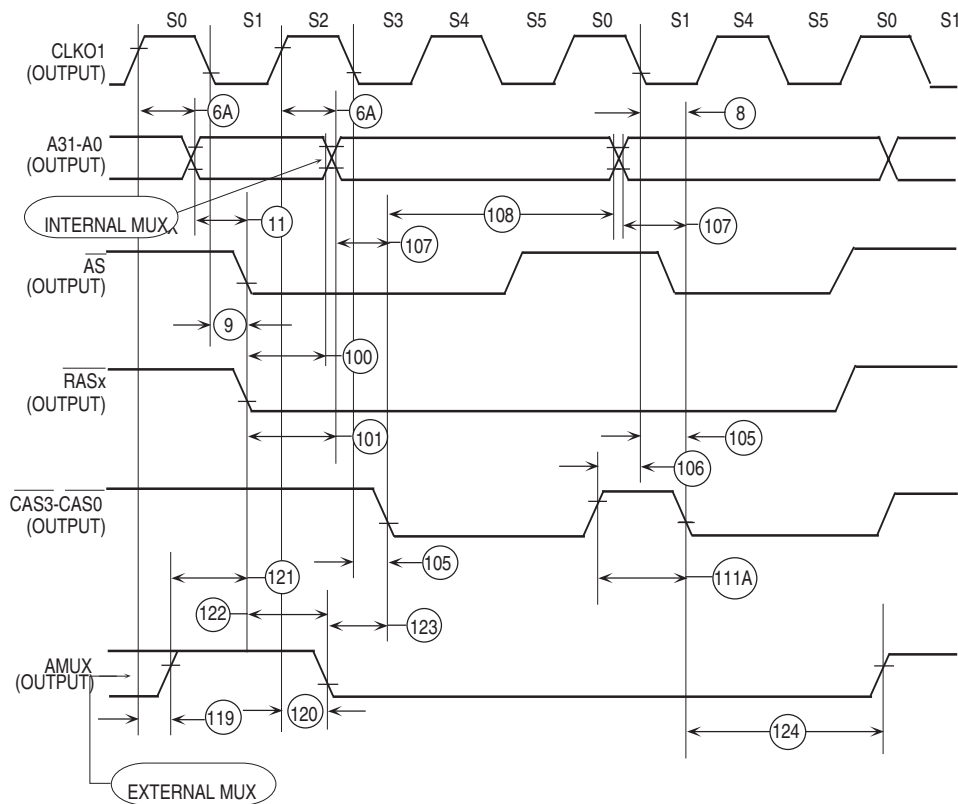 S0 S1 S2 S3 S4 S5 S0 S1 S4 S5 S0 S1
CLKO1
(OUTPUT)
6A 6A 8
A31-A0
(OUTPUT)
INTERNAL MUX
11 108 107
107
AS
(OUTPUT)
9
100
RASx
(OUTPUT)
101 105
106
CAS3-CAS0
(OUTPUT)
105
121 111A
122 123
AMUX
(OUTPUT)
119 120 124
EXTERNAL MUX